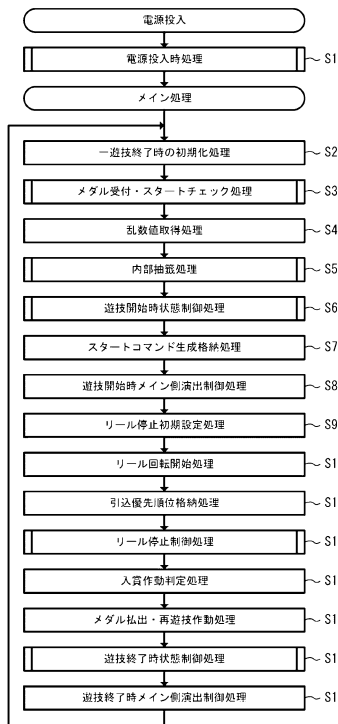 電源投入
電源投入時処理 S1
メイン処理
一遊技終了時の初期化処理 S2
メダル受付・スタートチェック処理 S3
乱数値取得処理 S4
内部抽籤処理 S5
遊技開始時状態制御処理 S6
スタートコマンド生成格納処理 S7
遊技開始時メイン側演出制御処理 S8
リール停止初期設定処理 S9
リール回転開始処理 S1
引込優先順位格納処理 S1
リール停止制御処理 S1
入賞作動判定処理 S1
メダル払出・再遊技作動処理 S1
遊技終了時状態制御処理 S1
遊技終了時メイン側演出制御処理 S1